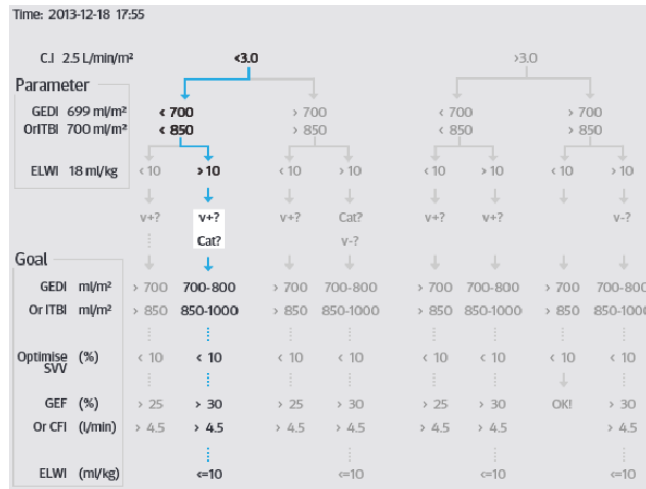 Time: 2013-12-18 17:55
C.I 2.5 L/min/m² <3.0 >3.0
Parameter
GEDI 699 ml/m² < 700 > 700 < 700 > 700
OrITBI 700 ml/m² < 850 > 850 < 850 > 850
ELWI 18 ml/kg < 10 > 10 < 10 > 10 < 10 > 10 < 10 > 10
v+? v+? v+? Cat? v+? v+? v-?
Cat? v-?
Goal
GEDI ml/m² > 700 700-800 > 700 700-800 > 700 700-800 > 700 700-800
Or ITBI ml/m² > 850 850-1000 > 850 850-1000 > 850 850-1000 > 850 850-1000
Optimise (%) < 10 < 10 < 10 < 10 < 10 < 10 < 10 < 10
SVV
GEF (%) > 25 > 30 > 25 > 30 > 25 > 30 OK! > 30
Or CFI (l/min) > 4.5 > 4.5 > 4.5 > 4.5 > 4.5 > 4.5 > 4.5
ELWI (ml/kg) <=10 <=10 <=10 <=10